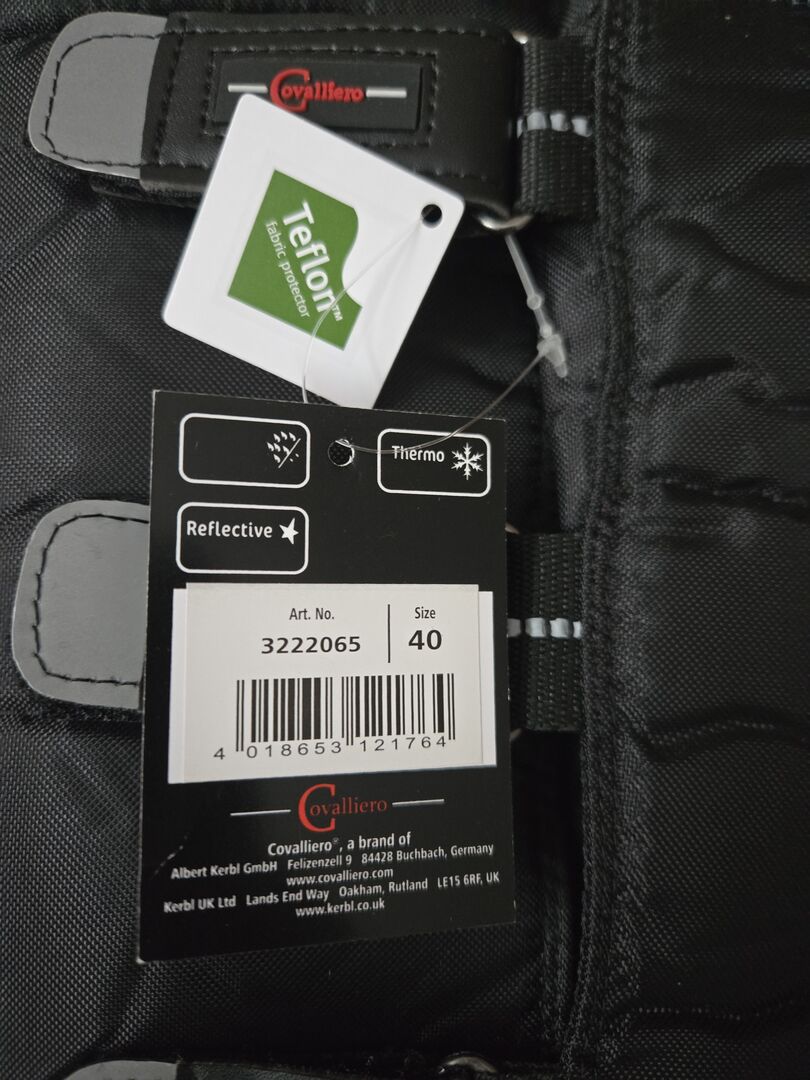 Covalliero
Teflon™
fabric protector
Thermo
Reflective
Art. No.
Size
3222065
40
4 018653 121764
Covalliero
Covalliero®, a brand of
Albert Kerbl GmbH Felizenzell 9 84428 Buchbach, Germany
www.covalliero.com
Kerbl UK Ltd Lands End Way Oakham, Rutland LE15 6RF, UK
www.kerbl.co.uk